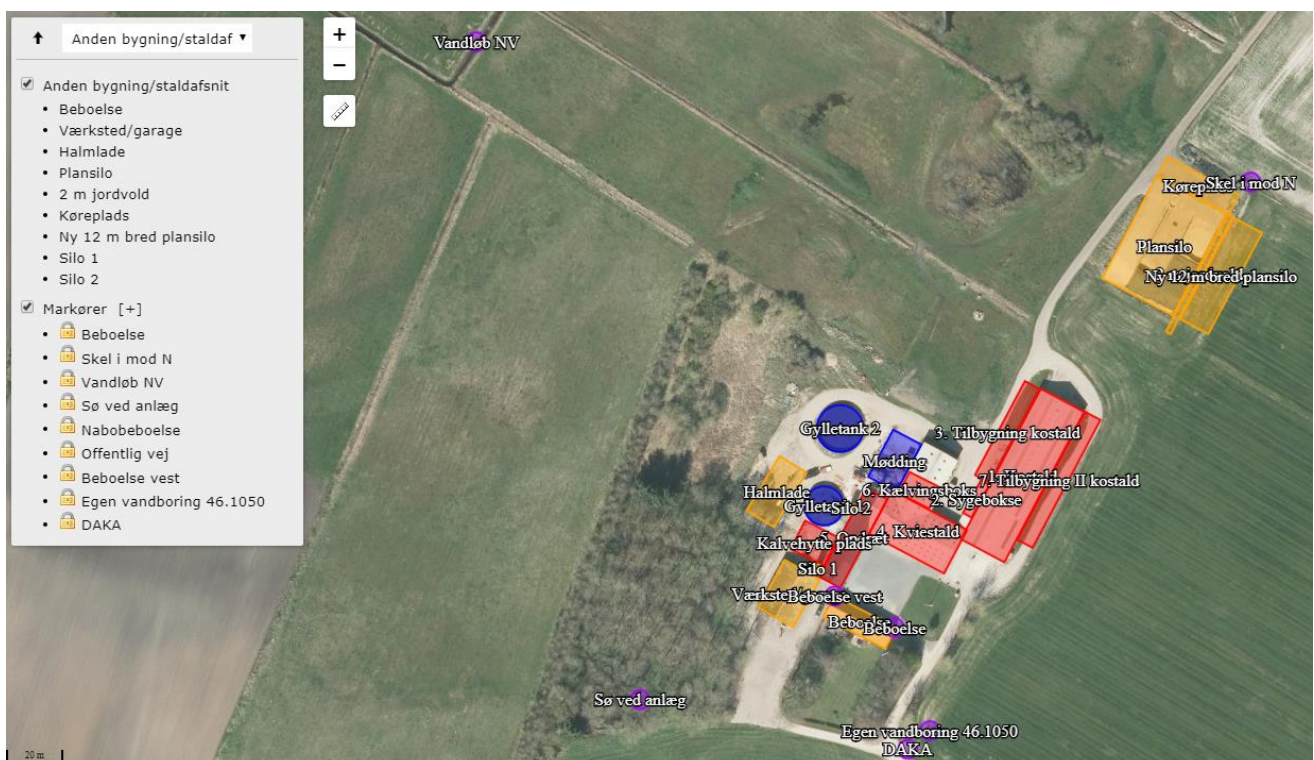 Anden bygning/staldaf
Anden bygning/staldafsnit
Beboelse
Værksted/garage
Halmlade
Plansilo
2 m jordvold
Køreplads
Ny 12 m bred plansilo
Silo 1
Silo 2
Markører [+]
Beboelse
Skel i mod N
Vandløb NV
Sø ved anlæg
Nabobeboelse
Offentlig vej
Beboelse vest
Egen vandboring 46.1050
DAKA
20 m
+
−
Vandløb NV
Skel i mod N
Plansilo
Ny 12 m bred plansilo
Gylletank 2
3. Tilbygning kostald
Mødding
7. Tilbygning II kostald
6. Kælvingsboks
Halmlade
2. Sygebokse
Silo 2
4. Kviestald
Kalvehytte plads
Silo 1
Beboelse vest
Beboelse
Beboelse
Sø ved anlæg
Egen vandboring 46.1050
DAKA